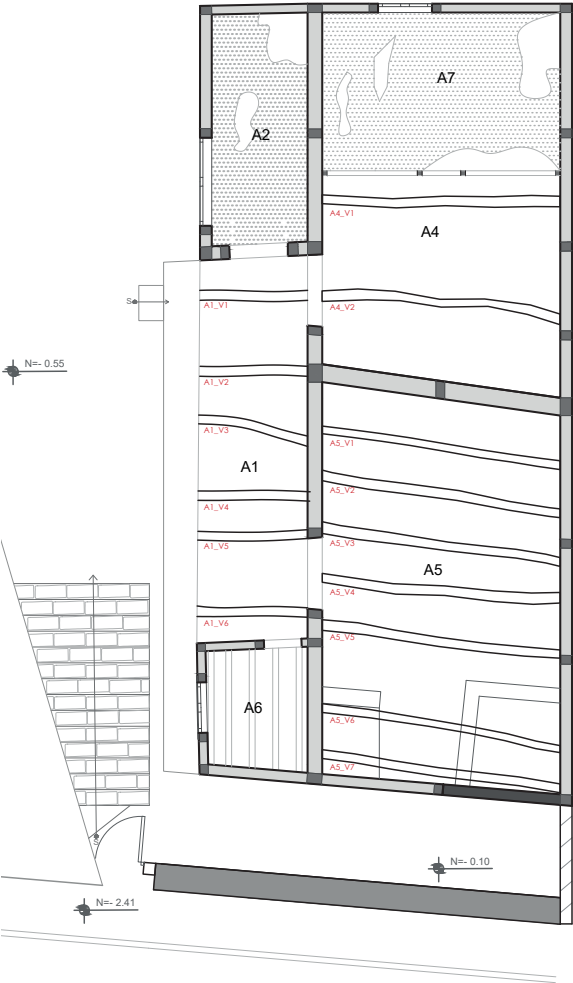 A7
A2
A4_V1
A4
S
A1_V1
A4_V2
N=- 0.55
A1_V2
A1_V3
A5_V1
A1
A5_V2
A1_V4
A1_V5
A5_V3
A5
A5_V4
A1_V6
A5_V5
A6
A5_V6
A5_V7
S
N=- 0.10
N=- 2.41